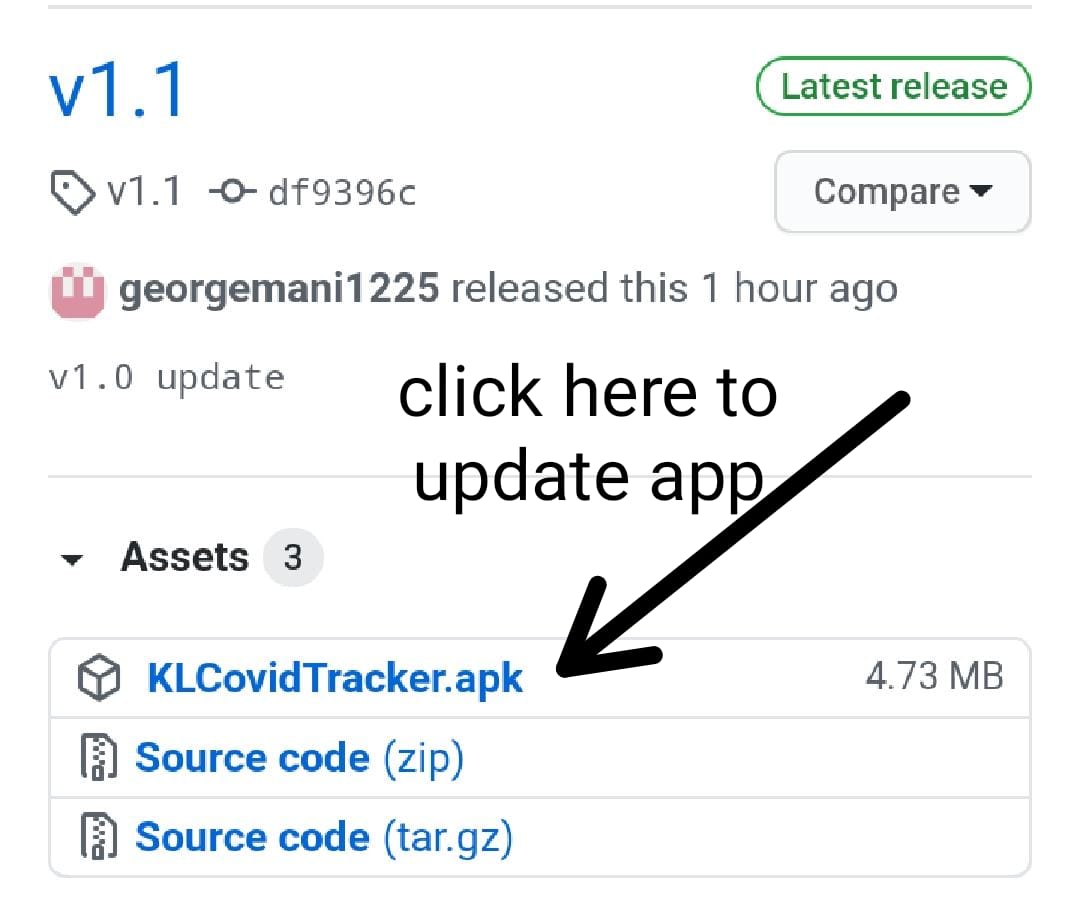 v1.1
Latest release
v1.1 df9396c
Compare
georgemani1225 released this 1 hour ago
v1.0 update
click here to
update app
Assets 3
KLCovidTracker.apk 4.73 MB
Source code (zip)
Source code (tar.gz)